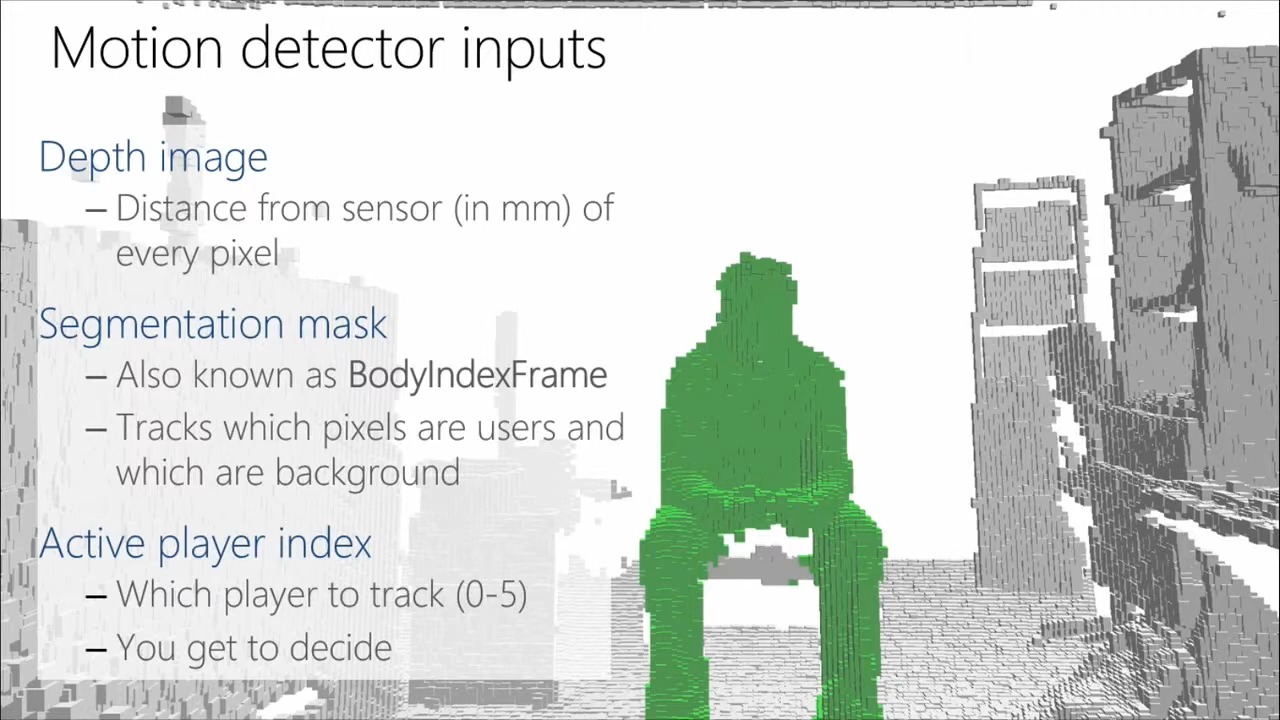 Motion detector inputs
Depth image
– Distance from sensor (in mm) of
every pixel
Segmentation mask
– Also known as BodyIndexFrame
– Tracks which pixels are users and
which are background
Active player index
– Which player to track (0-5)
– You get to decide